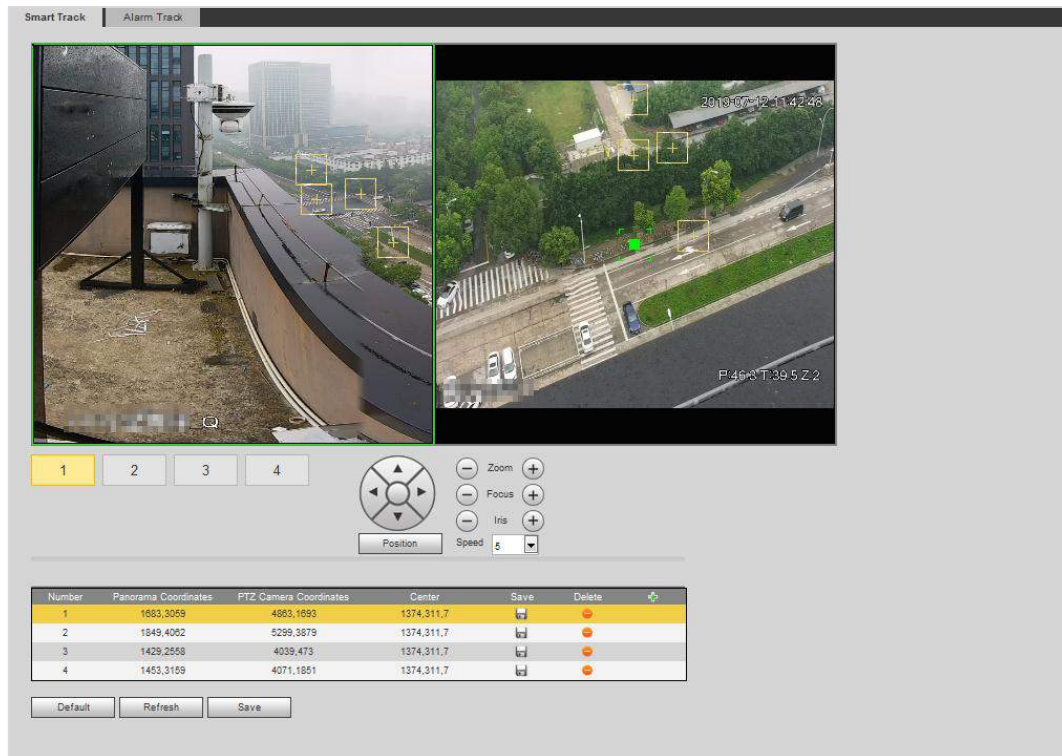 Smart Track Alarm Track
2019-07-12 11:42:48
P:46.8 T:39.5 Z:2
Q
1 2 3 4
Zoom
Focus
Iris
Position Speed 5
Number Panorama Coordinates PTZ Camera Coordinates Center Save Delete
1 1683,3059 4863,1693 1374,311,7
2 1849,4062 5299,3879 1374,311,7
3 1429,2558 4039,473 1374,311,7
4 1453,3159 4071,1851 1374,311,7
Default Refresh Save